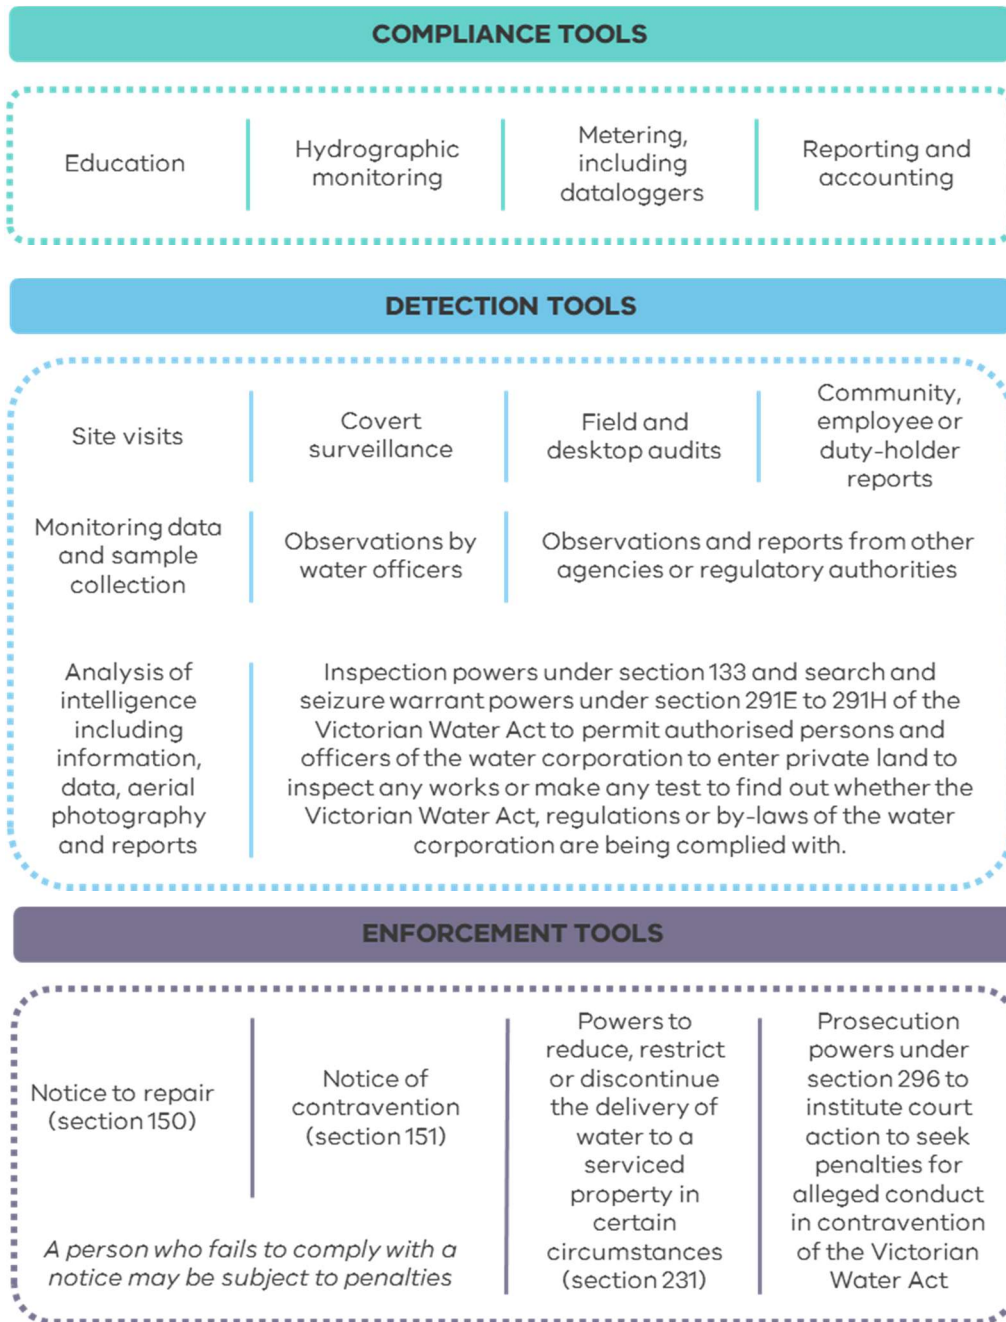 COMPLIANCE TOOLS
Education
Hydrographic
monitoring
Metering,
including
dataloggers
Reporting and
accounting
DETECTION TOOLS
Site visits
Covert
surveillance
Field and
desktop audits
Community,
employee or
duty-holder
reports
Monitoring data
and sample
collection
Observations by
water officers
Observations and reports from other
agencies or regulatory authorities
Analysis of
intelligence
including
information,
data, aerial
photography
and reports
Inspection powers under section 133 and search and
seizure warrant powers under section 291E to 291H of the
Victorian Water Act to permit authorised persons and
officers of the water corporation to enter private land to
inspect any works or make any test to find out whether the
Victorian Water Act, regulations or by-laws of the water
corporation are being complied with.
ENFORCEMENT TOOLS
Notice to repair
(section 150)
Notice of
contravention
(section 151)
A person who fails to comply with a
notice may be subject to penalties
Powers to
reduce, restrict
or discontinue
the delivery of
water to a
serviced
property in
certain
circumstances
(section 231)
Prosecution
powers under
section 296 to
institute court
action to seek
penalties for
alleged conduct
in contravention
of the Victorian
Water Act